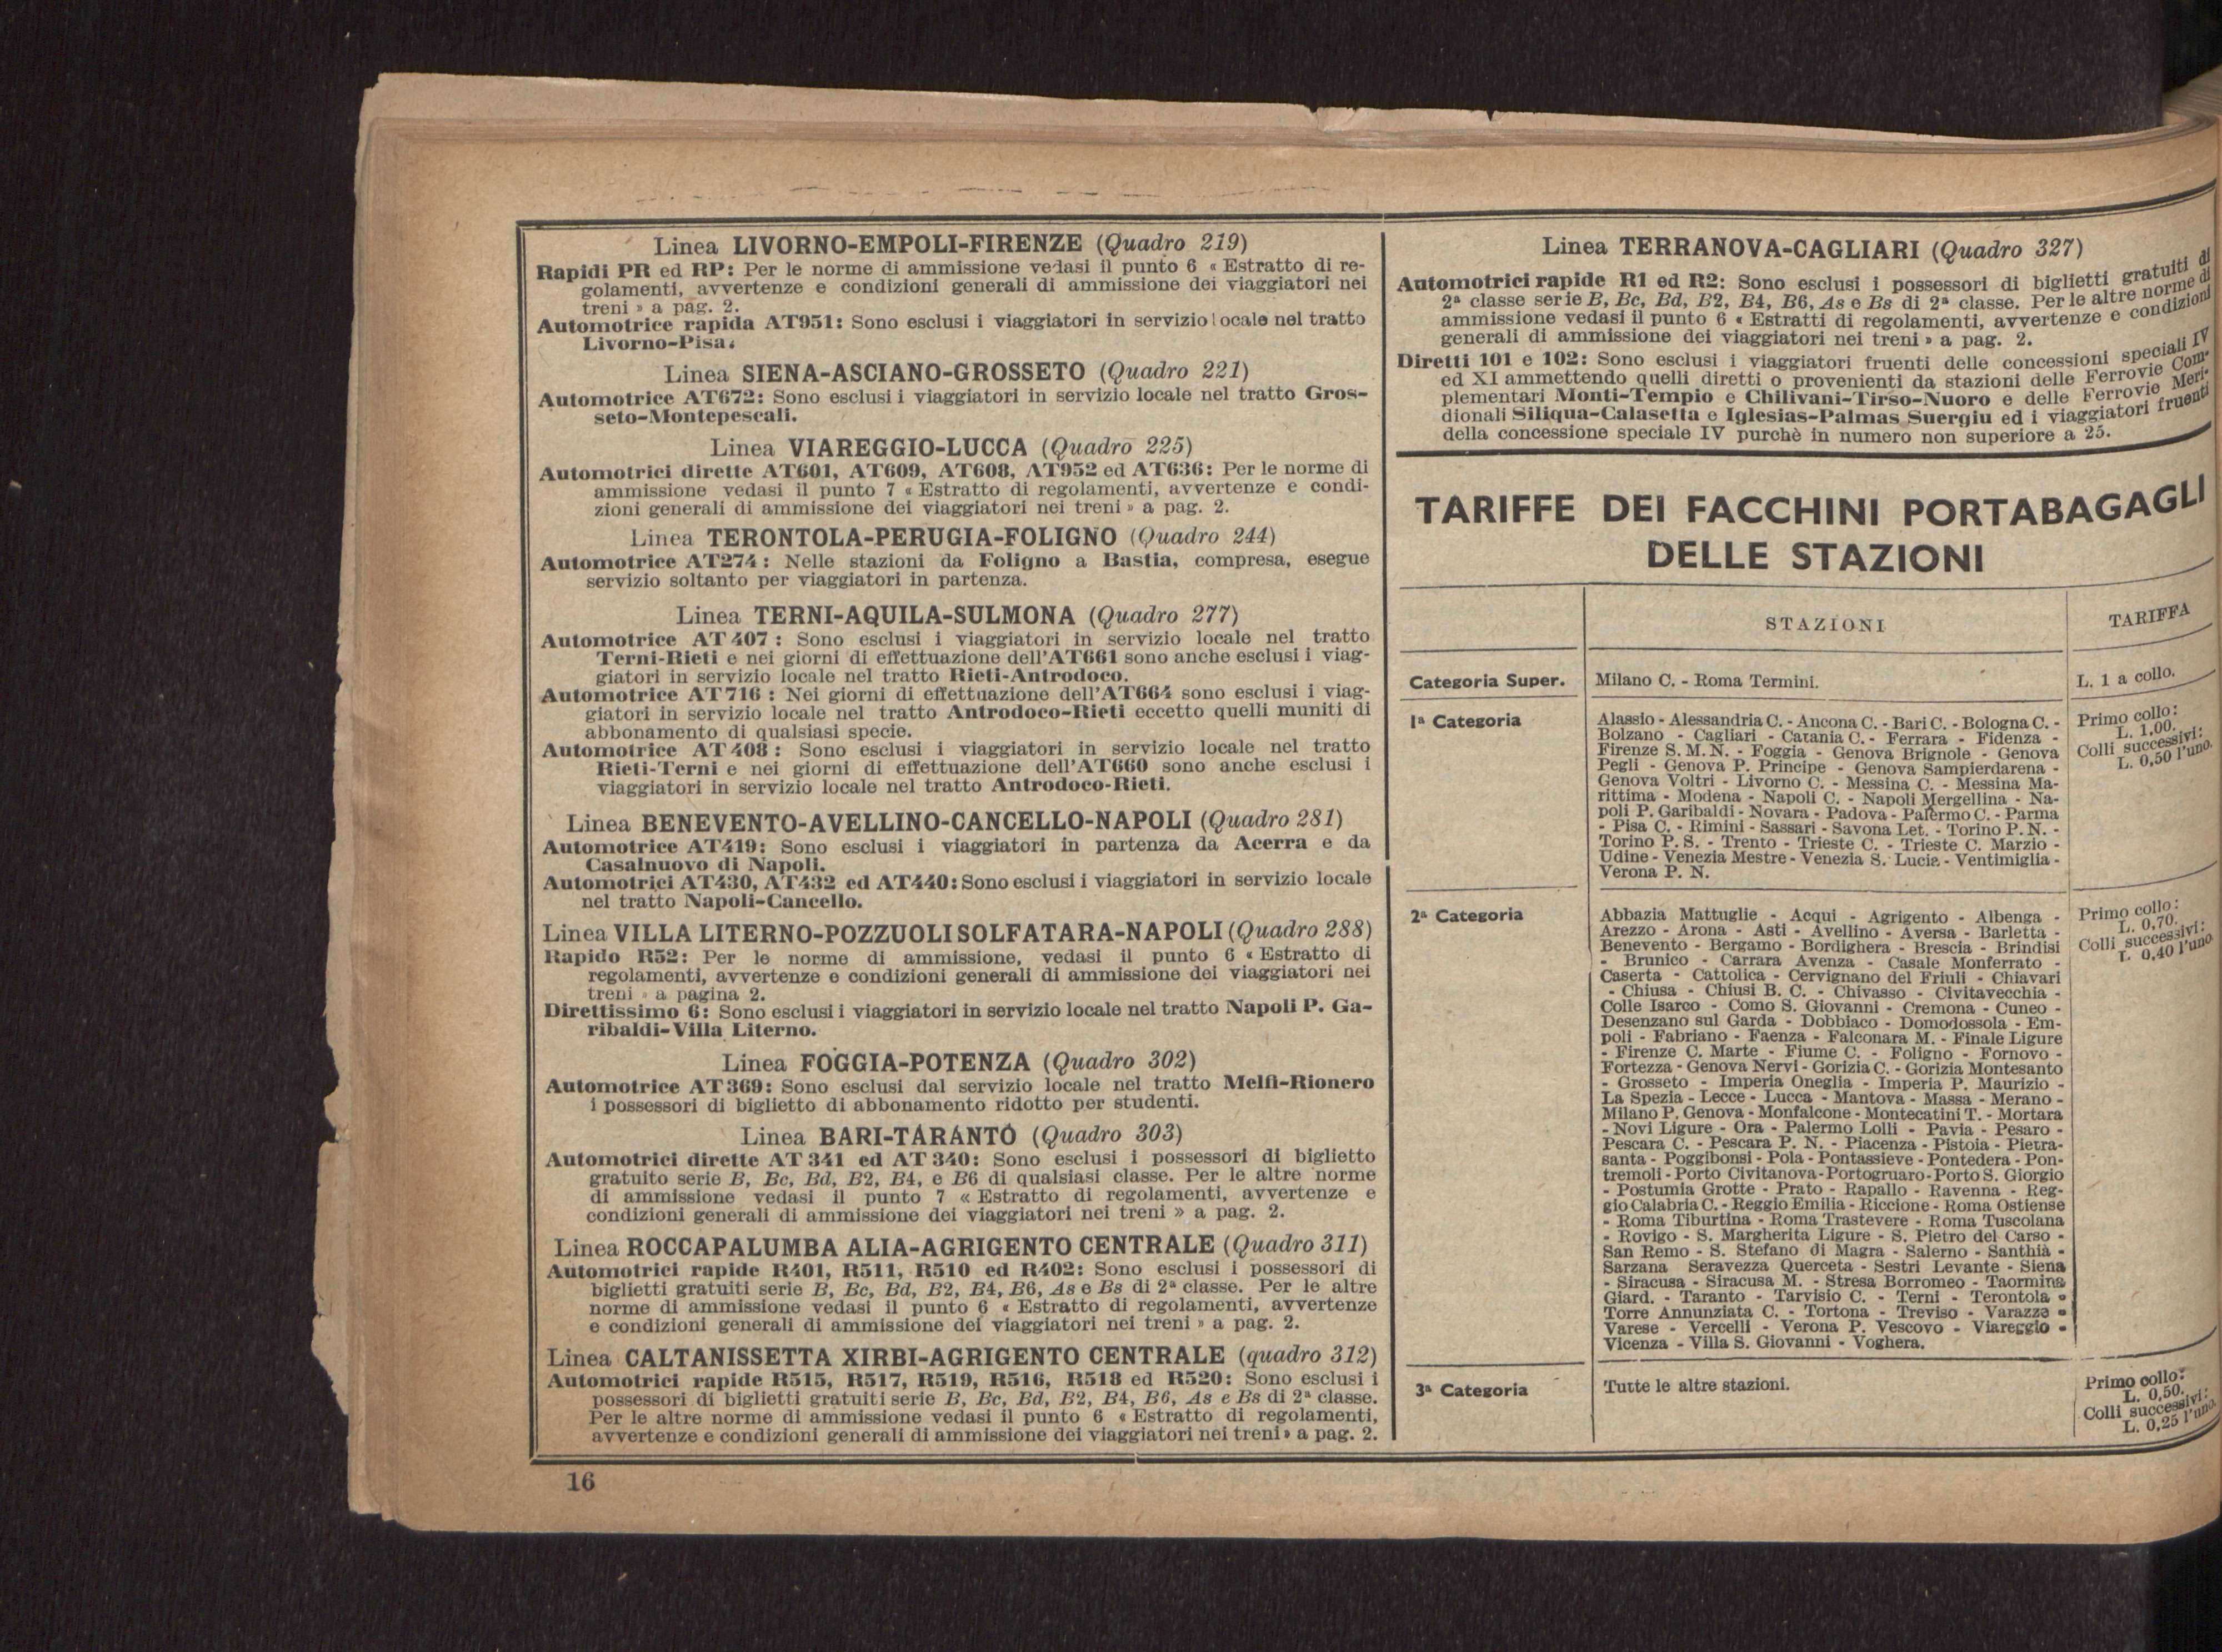 Linea LIVORNO-EMPOLI-FIRENZE (Quadro 219)
Rapidi PR ed RP: Per le norme di ammissione vedasi il punto 6 « Estratto di re-
golamenti, avvertenze e condizioni generali di ammissione dei viaggiatori nei
treni » a pag. 2.
Automotrice rapida AT951: Sono esclusi i viaggiatori in servizio locale nel tratto
Livorno-Pisa.
Linea SIENA-ASCIANO-GROSSETO (Quadro 221)
Automotrice AT672: Sono esclusi i viaggiatori in servizio locale nel tratto Gros-
seto-Montepescali.
Linea VIAREGGIO-LUCCA (Quadro 225)
Automotrici dirette AT601, AT609, AT608, AT952 ed AT636: Per le norme di
ammissione vedasi il punto 7 « Estratto di regolamenti, avvertenze e condi-
zioni generali di ammissione dei viaggiatori nei treni » a pag. 2.
Linea TERONTOLA-PERUGIA-FOLIGNO (Quadro 244)
Automotrice AT274: Nelle stazioni da Foligno a Bastia, compresa, esegue
servizio soltanto per viaggiatori in partenza.
Linea TERNI-AQUILA-SULMONA (Quadro 277)
Automotrice AT 407 : Sono esclusi i viaggiatori in servizio locale nel tratto
Terni-Rieti e nei giorni di effettuazione dell'AT661 sono anche esclusi i viag-
giatori in servizio locale nel tratto Rieti-Antrodoco.
Automotrice AT 716 : Nei giorni di effettuazione dell'AT664 sono esclusi i viag-
giatori in servizio locale nel tratto Antrodoco-Rieti eccetto quelli muniti di
abbonamento di qualsiasi specie.
Automotrice AT 408 : Sono esclusi i viaggiatori in servizio locale nel tratto
Rieti-Terni e nei giorni di effettuazione dell'AT660 sono anche esclusi i
viaggiatori in servizio locale nel tratto Antrodoco-Rieti.
Linea BENEVENTO-AVELLINO-CANCELLO-NAPOLI (Quadro 281)
Automotrice AT419: Sono esclusi i viaggiatori in partenza da Acerra e da
Casalnuovo di Napoli.
Automotrici AT430, AT432 ed AT440: Sono esclusi i viaggiatori in servizio locale
nel tratto Napoli-Cancello.
Linea VILLA LITERNO-POZZUOLI SOLFATARA-NAPOLI (Quadro 288)
Rapido R52: Per le norme di ammissione, vedasi il punto 6 « Estratto di
regolamenti, avvertenze e condizioni generali di ammissione dei viaggiatori nei
treni » a pagina 2.
Direttissimo 6: Sono esclusi i viaggiatori in servizio locale nel tratto Napoli P. Ga-
ribaldi-Villa Literno.
Linea FOGGIA-POTENZA (Quadro 302)
Automotrice AT369: Sono esclusi dal servizio locale nel tratto Melfi-Rionero
i possessori di biglietto di abbonamento ridotto per studenti.
Linea BARI-TARANTO (Quadro 303)
Automotrici dirette AT 341 ed AT 340: Sono esclusi i possessori di biglietto
gratuito serie B, Bc, Bd, B2, B4, e B6 di qualsiasi classe. Per le altre norme
di ammissione vedasi il punto 7 « Estratto di regolamenti, avvertenze e
condizioni generali di ammissione dei viaggiatori nei treni » a pag. 2.
Linea ROCCAPALUMBA ALIA-AGRIGENTO CENTRALE (Quadro 311)
Automotrici rapide R401, R511, R510 ed R402: Sono esclusi i possessori di
biglietti gratuiti serie B, Bc, Bd, B2, B4, B6, As e Bs di 2ª classe. Per le altre
norme di ammissione vedasi il punto 6 « Estratto di regolamenti, avvertenze
e condizioni generali di ammissione dei viaggiatori nei treni » a pag. 2.
Linea CALTANISSETTA XIRBI-AGRIGENTO CENTRALE (quadro 312)
Automotrici rapide R515, R517, R519, R516, R518 ed R520: Sono esclusi i
possessori di biglietti gratuiti serie B, Bc, Bd, B2, B4, B6, As e Bs di 2ª classe.
Per le altre norme di ammissione vedasi il punto 6 « Estratto di regolamenti,
avvertenze e condizioni generali di ammissione dei viaggiatori nei treni » a pag. 2.
16
Linea TERRANOVA-CAGLIARI (Quadro 327)
Automotrici rapide R1 ed R2: Sono esclusi i possessori di biglietti gratuiti di
2ª classe serie B, Bc, Bd, B2, B4, B6, As e Bs di 2ª classe. Per le altre norme di
ammissione vedasi il punto 6 « Estratti di regolamenti, avvertenze e condizioni
generali di ammissione dei viaggiatori nei treni » a pag. 2.
Diretti 101 e 102: Sono esclusi i viaggiatori fruenti delle concessioni speciali IV
ed XI ammettendo quelli diretti o provenienti da stazioni delle Ferrovie Com-
plementari Monti-Tempio e Chilivani-Tirso-Nuoro e delle Ferrovie Meri-
dionali Siliqua-Calasetta e Iglesias-Palmas Suergiu ed i viaggiatori fruenti
della concessione speciale IV purchè in numero non superiore a 25.
TARIFFE DEI FACCHINI PORTABAGAGLI
DELLE STAZIONI
STAZIONI
TARIFFA
Categoria Super.
Milano C. - Roma Termini.
L. 1 a collo.
1ª Categoria
Alassio - Alessandria C. - Ancona C. - Bari C. - Bologna C. -
Bolzano - Cagliari - Catania C. - Ferrara - Fidenza -
Firenze S. M. N. - Foggia - Genova Brignole - Genova
Pegli - Genova P. Principe - Genova Sampierdarena -
Genova Voltri - Livorno C. - Messina C. - Messina Ma-
rittima - Modena - Napoli C. - Napoli Mergellina - Na-
poli P. Garibaldi - Novara - Padova - Palermo C. - Parma
- Pisa C. - Rimini - Sassari - Savona Let. - Torino P. N. -
Torino P. S. - Trento - Trieste C. - Trieste C. Marzio -
Udine - Venezia Mestre - Venezia S. Lucia - Ventimiglia -
Verona P. N.
Primo collo:
L. 1,00.
Colli successivi:
L. 0,50 l'uno.
2ª Categoria
Abbazia Mattuglie - Acqui - Agrigento - Albenga -
Arezzo - Arona - Asti - Avellino - Aversa - Barletta -
Benevento - Bergamo - Bordighera - Brescia - Brindisi
- Brunico - Carrara Avenza - Casale Monferrato -
Caserta - Cattolica - Cervignano del Friuli - Chiavari
- Chiusa - Chiusi B. C. - Chivasso - Civitavecchia -
Colle Isarco - Como S. Giovanni - Cremona - Cuneo -
Desenzano sul Garda - Dobbiaco - Domodossola - Em-
poli - Fabriano - Faenza - Falconara M. - Finale Ligure
- Firenze C. Marte - Fiume C. - Foligno - Fornovo -
Fortezza - Genova Nervi - Gorizia C. - Gorizia Montesanto
- Grosseto - Imperia Oneglia - Imperia P. Maurizio -
La Spezia - Lecce - Lucca - Mantova - Massa - Merano -
Milano P. Genova - Monfalcone - Montecatini T. - Mortara
- Novi Ligure - Ora - Palermo Lolli - Pavia - Pesaro -
Pescara C. - Pescara P. N. - Piacenza - Pistoia - Pietra-
santa - Poggibonsi - Pola - Pontassieve - Pontedera - Pon-
tremoli - Porto Civitanova - Portogruaro - Porto S. Giorgio
- Postumia Grotte - Prato - Rapallo - Ravenna - Reg-
gio Calabria C. - Reggio Emilia - Riccione - Roma Ostiense
- Roma Tiburtina - Roma Trastevere - Roma Tuscolana
- Rovigo - S. Margherita Ligure - S. Pietro del Carso -
San Remo - S. Stefano di Magra - Salerno - Santhià -
Sarzana Seravezza Querceta - Sestri Levante - Siena
- Siracusa - Siracusa M. - Stresa Borromeo - Taormina
Giard. - Taranto - Tarvisio C. - Terni - Terontola -
Torre Annunziata C. - Tortona - Treviso - Varazze -
Varese - Vercelli - Verona P. Vescovo - Viareggio -
Vicenza - Villa S. Giovanni - Voghera.
Primo collo:
L. 0,70.
Colli successivi:
L. 0,40 l'uno
3ª Categoria
Tutte le altre stazioni.
Primo collo:
L. 0,50.
Colli successivi:
L. 0,25 l'uno.